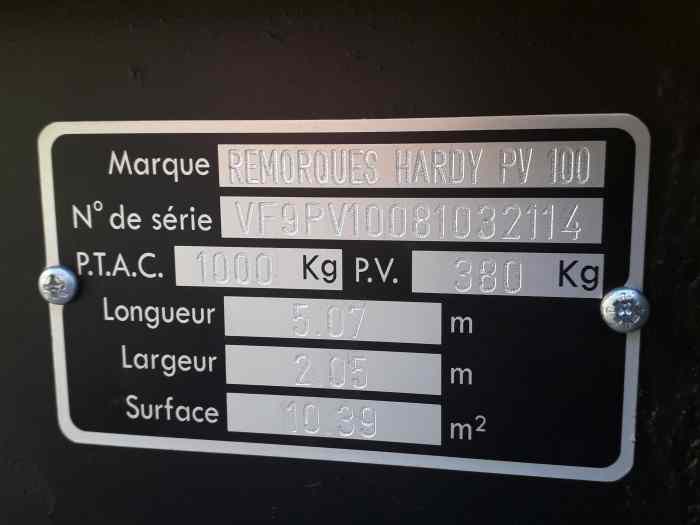 Marque REMORQUES HARDY PV 100
N° de série VF9PV10081032114
P.T.A.C. 1000 Kg P.V. 380 Kg
Longueur 5.07 m
Largeur 2.05 m
Surface 10.39 m²